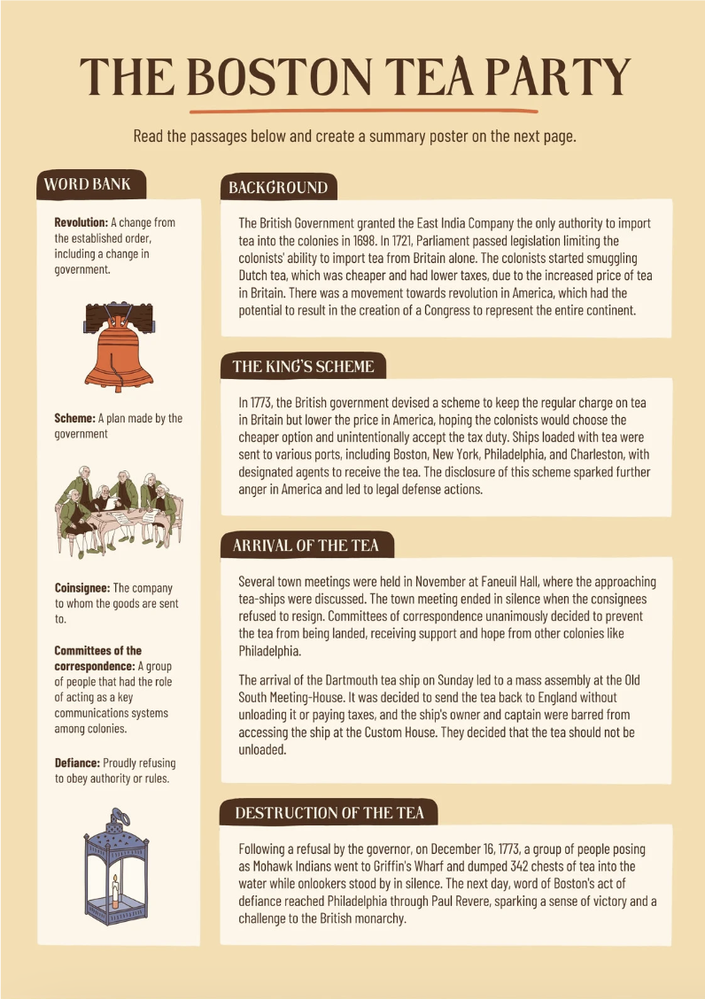 THE BOSTON TEA PARTY
Read the passages below and create a summary poster on the next page.
WORD BANK
Revolution: A change from
the established order,
including a change in
government.
Scheme: A plan made by the
government
Coinsignee: The company
to whom the goods are sent
to.
Committees of the
correspondence: A group
of people that had the role
of acting as a key
communications systems
among colonies.
Defiance: Proudly refusing
to obey authority or rules.
BACKGROUND
The British Government granted the East India Company the only authority to import
tea into the colonies in 1698. In 1721, Parliament passed legislation limiting the
colonists' ability to import tea from Britain alone. The colonists started smuggling
Dutch tea, which was cheaper and had lower taxes, due to the increased price of tea
in Britain. There was a movement towards revolution in America, which had the
potential to result in the creation of a Congress to represent the entire continent.
THE KING'S SCHEME
In 1773, the British government devised a scheme to keep the regular charge on tea
in Britain but lower the price in America, hoping the colonists would choose the
cheaper option and unintentionally accept the tax duty. Ships loaded with tea were
sent to various ports, including Boston, New York, Philadelphia, and Charleston, with
designated agents to receive the tea. The disclosure of this scheme sparked further
anger in America and led to legal defense actions.
ARRIVAL OF THE TEA
Several town meetings were held in November at Faneuil Hall, where the approaching
tea-ships were discussed. The town meeting ended in silence when the consignees
refused to resign. Committees of correspondence unanimously decided to prevent
the tea from being landed, receiving support and hope from other colonies like
Philadelphia.
The arrival of the Dartmouth tea ship on Sunday led to a mass assembly at the Old
South Meeting-House. It was decided to send the tea back to England without
unloading it or paying taxes, and the ship's owner and captain were barred from
accessing the ship at the Custom House. They decided that the tea should not be
unloaded.
DESTRUCTION OF THE TEA
Following a refusal by the governor, on December 16, 1773, a group of people posing
as Mohawk Indians went to Griffin's Wharf and dumped 342 chests of tea into the
water while onlookers stood by in silence. The next day, word of Boston's act of
defiance reached Philadelphia through Paul Revere, sparking a sense of victory and a
challenge to the British monarchy.